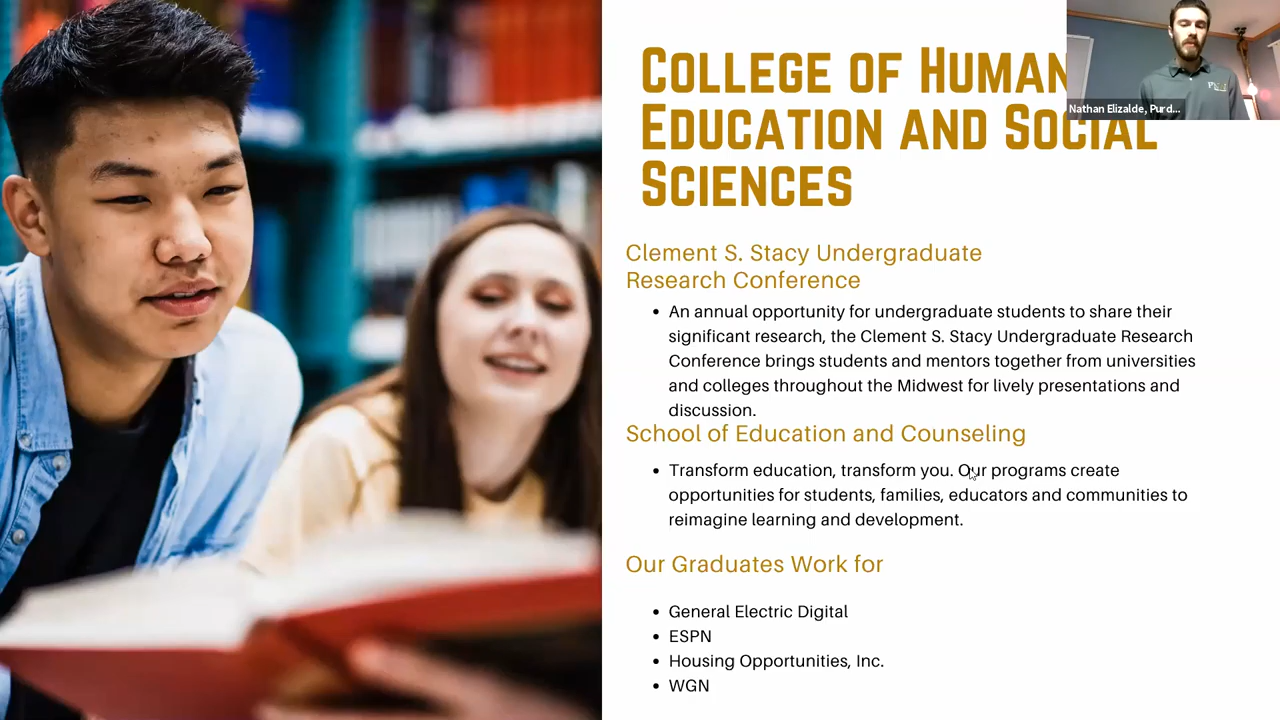 College of Human
Education and Social
Sciences
Nathan Elizalde, Purd...
Clement S. Stacy Undergraduate
Research Conference
• An annual opportunity for undergraduate students to share their
significant research, the Clement S. Stacy Undergraduate Research
Conference brings students and mentors together from universities
and colleges throughout the Midwest for lively presentations and
discussion.
School of Education and Counseling
• Transform education, transform you. Our programs create
opportunities for students, families, educators and communities to
reimagine learning and development.
Our Graduates Work for
• General Electric Digital
• ESPN
• Housing Opportunities, Inc.
• WGN